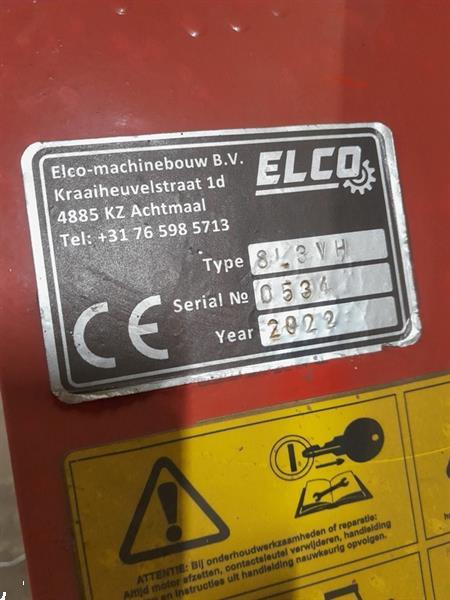 Elco-machinebouw B.V.
Kraaiheuvelstraat 1d
4885 KZ Achtmaal
Tel: +31 76 598 5713
ELCO
Type 8L3VH
Serial № 0534
Year 2022
CE
ATTENTIE: Bij onderhoudwerkzaamheden of reparatie:
Altijd motor afzetten, contactsleutel verwijderen, handleiding
en instructies van handleiding nauwkeurig opvolgen.